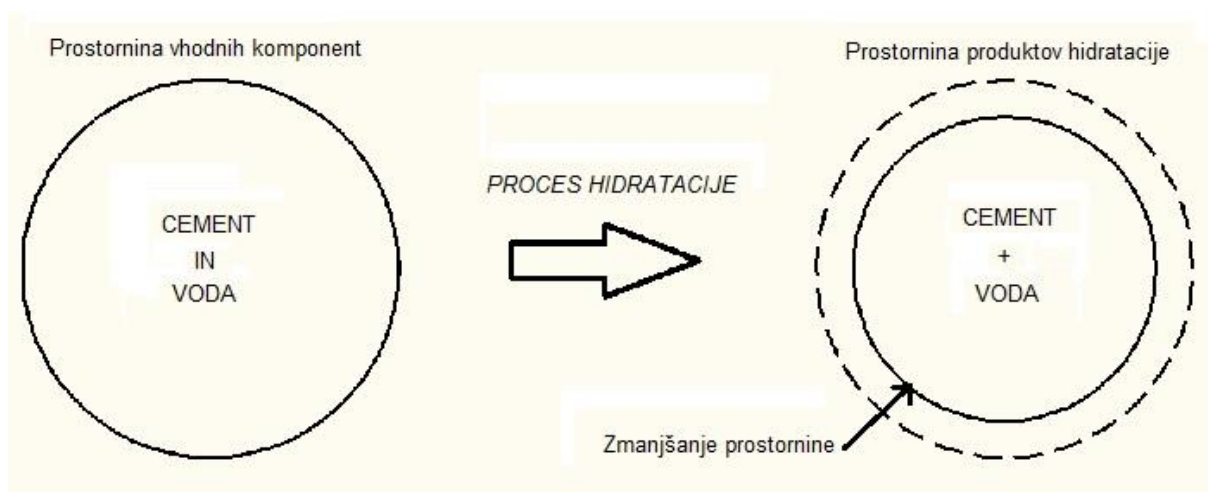 Prostornina vhodnih komponent
CEMENT
IN
VODA
PROCES HIDRATACIJE
Prostornina produktov hidratacije
CEMENT
+
VODA
Zmanjšanje prostornine